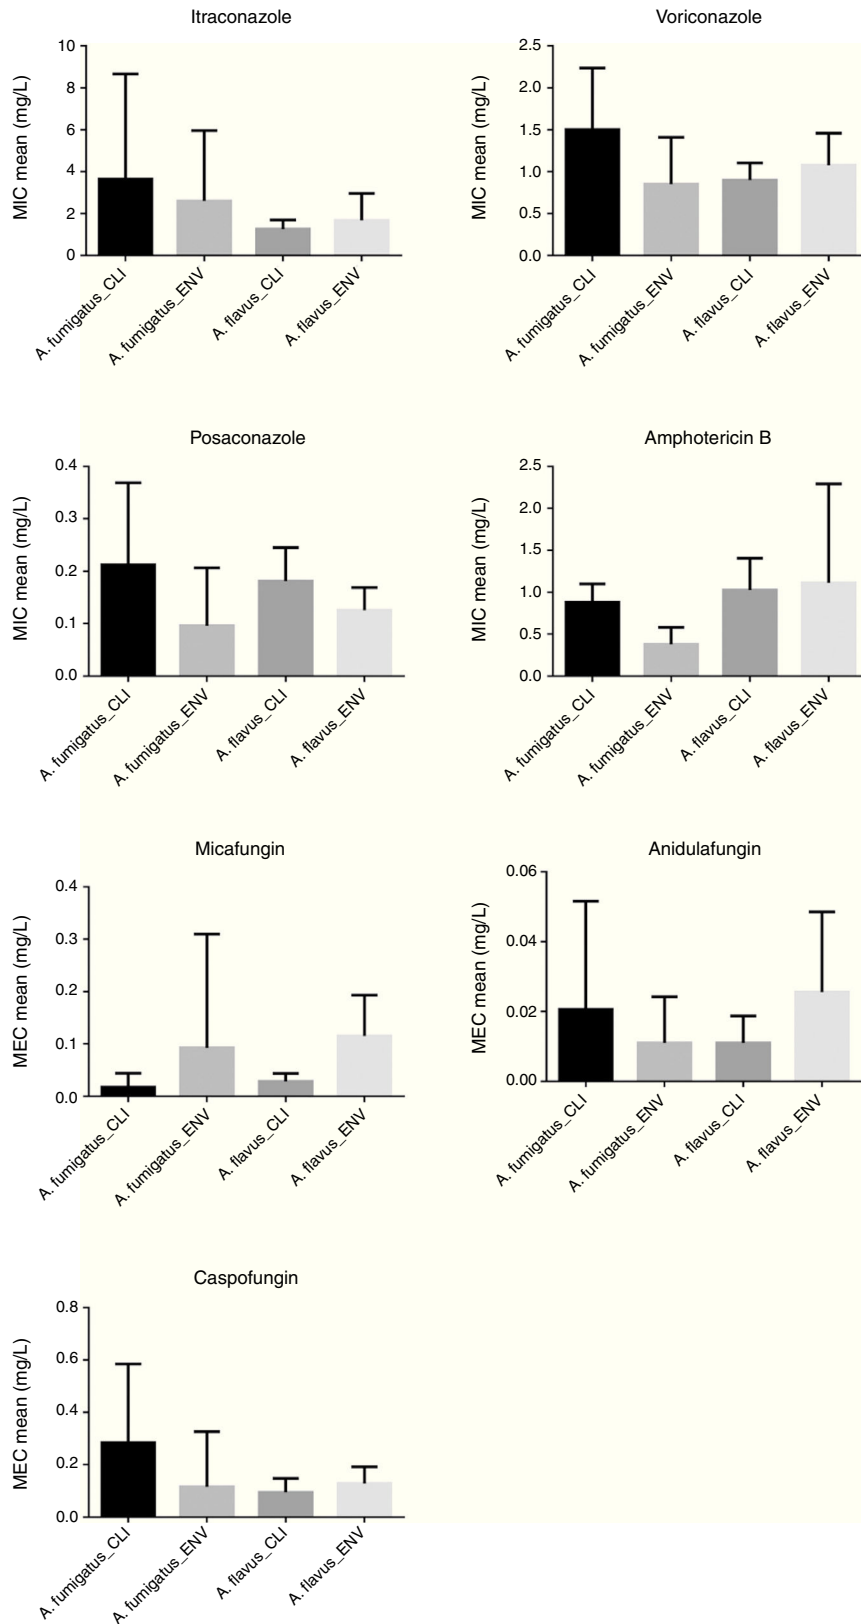 Itraconazole
MIC mean (mg/L)
10
8
6
4
2
0
A. fumigatus_CLI
A. fumigatus_ENV
A. flavus_CLI
A. flavus_ENV
Voriconazole
MIC mean (mg/L)
2.5
2.0
1.5
1.0
0.5
0.0
A. fumigatus_CLI
A. fumigatus_ENV
A. flavus_CLI
A. flavus_ENV
Posaconazole
MIC mean (mg/L)
0.4
0.3
0.2
0.1
0.0
A. fumigatus_CLI
A. fumigatus_ENV
A. flavus_CLI
A. flavus_ENV
Amphotericin B
MIC mean (mg/L)
2.5
2.0
1.5
1.0
0.5
0.0
A. fumigatus_CLI
A. fumigatus_ENV
A. flavus_CLI
A. flavus_ENV
Micafungin
MEC mean (mg/L)
0.4
0.3
0.2
0.1
0.0
A. fumigatus_CLI
A. fumigatus_ENV
A. flavus_CLI
A. flavus_ENV
Anidulafungin
MEC mean (mg/L)
0.06
0.04
0.02
0.00
A. fumigatus_CLI
A. fumigatus_ENV
A. flavus_CLI
A. flavus_ENV
Caspofungin
MEC mean (mg/L)
0.8
0.6
0.4
0.2
0.0
A. fumigatus_CLI
A. fumigatus_ENV
A. flavus_CLI
A. flavus_ENV